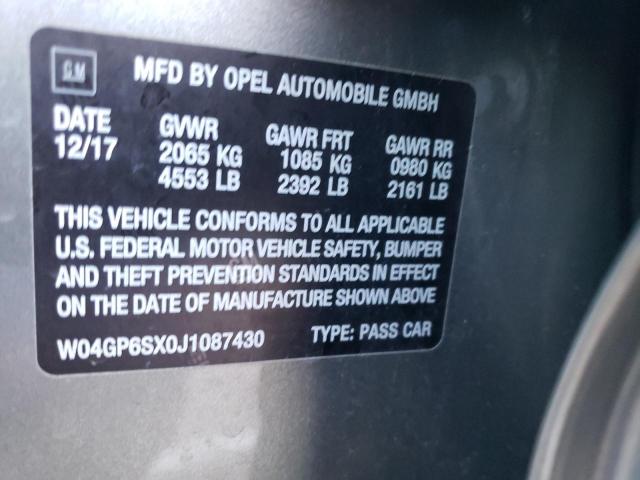 GM
MFD BY OPEL AUTOMOBILE GMBH
DATE GVWR GAWR FRT GAWR RR
12/17 2065 KG 1085 KG 0980 KG
4553 LB 2392 LB 2161 LB
THIS VEHICLE CONFORMS TO ALL APPLICABLE
U.S. FEDERAL MOTOR VEHICLE SAFETY, BUMPER
AND THEFT PREVENTION STANDARDS IN EFFECT
ON THE DATE OF MANUFACTURE SHOWN ABOVE
W04GP6SX0J1087430 TYPE: PASS CAR